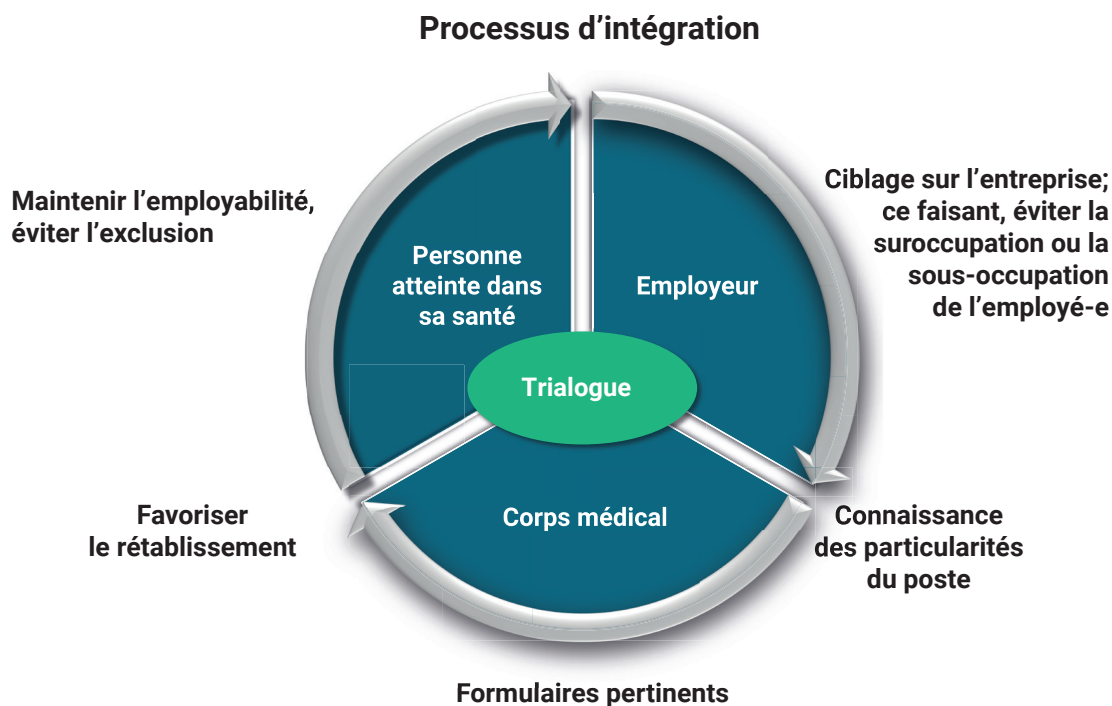 Processus d’intégration
Maintenir l’employabilité,
éviter l’exclusion
Personne
atteinte dans
sa santé
Employeur
Ciblage sur l’entreprise;
ce faisant, éviter la
suroccupation ou la
sous-occupation
de l’employé-e
Trialogue
Corps médical
Favoriser
le rétablissement
Connaissance
des particularités
du poste
Formulaires pertinents